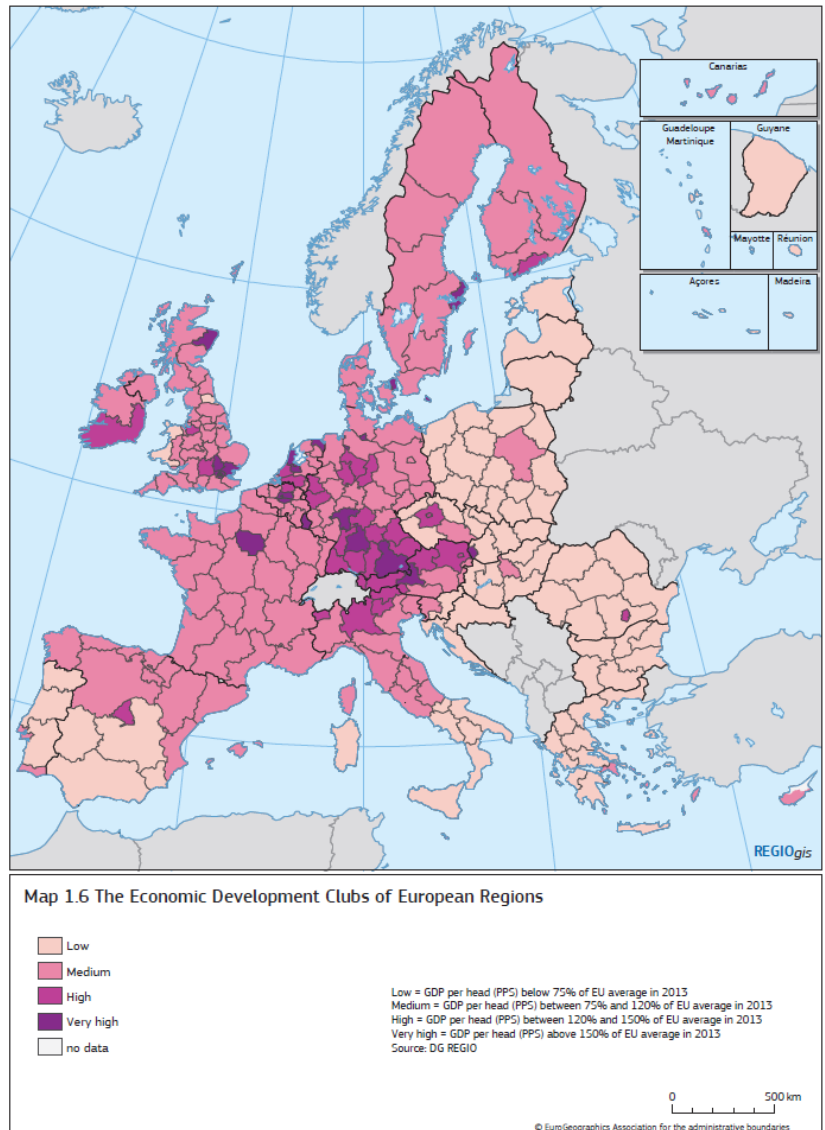 Canarias
Guadeloupe
Martinique
Guyane
Mayotte
Réunion
Açores
Madeira
REGIOgis
Map 1.6 The Economic Development Clubs of European Regions
Low
Medium
High
Very high
no data
Low = GDP per head (PPS) below 75% of EU average in 2013
Medium = GDP per head (PPS) between 75% and 120% of EU average in 2013
High = GDP per head (PPS) between 120% and 150% of EU average in 2013
Very high = GDP per head (PPS) above 150% of EU average in 2013
Source: DG REGIO
0 500 km
© EuroGeographics Association for the administrative boundaries